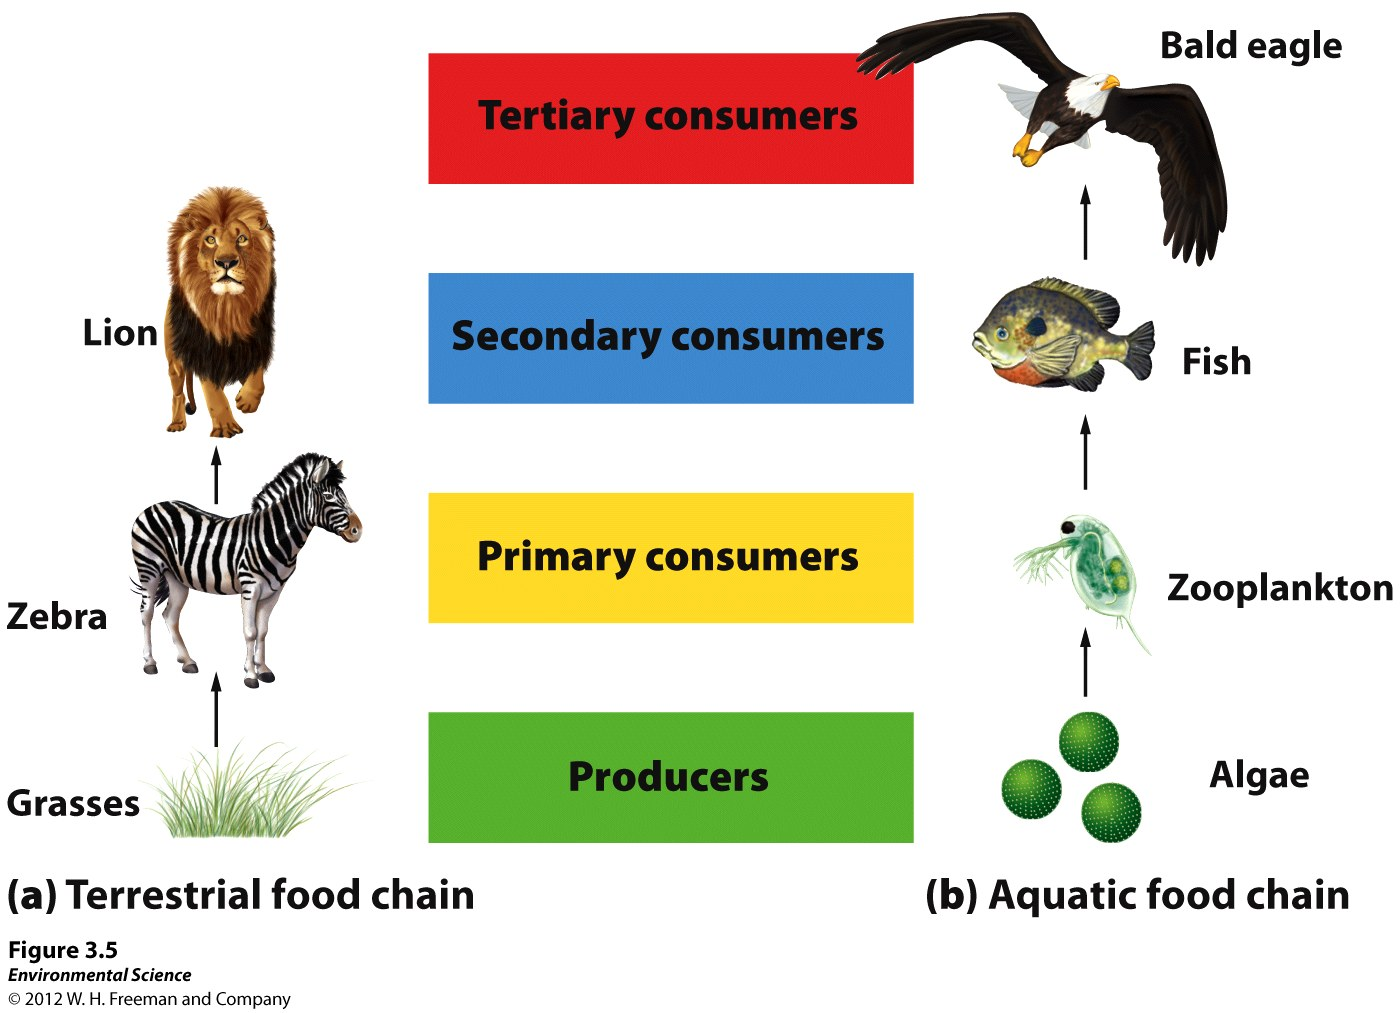 Bald eagle
Tertiary consumers
Lion
Secondary consumers
Fish
Primary consumers
Zooplankton
Zebra
Producers
Algae
Grasses
(a) Terrestrial food chain
(b) Aquatic food chain
Figure 3.5
Environmental Science
© 2012 W. H. Freeman and Company